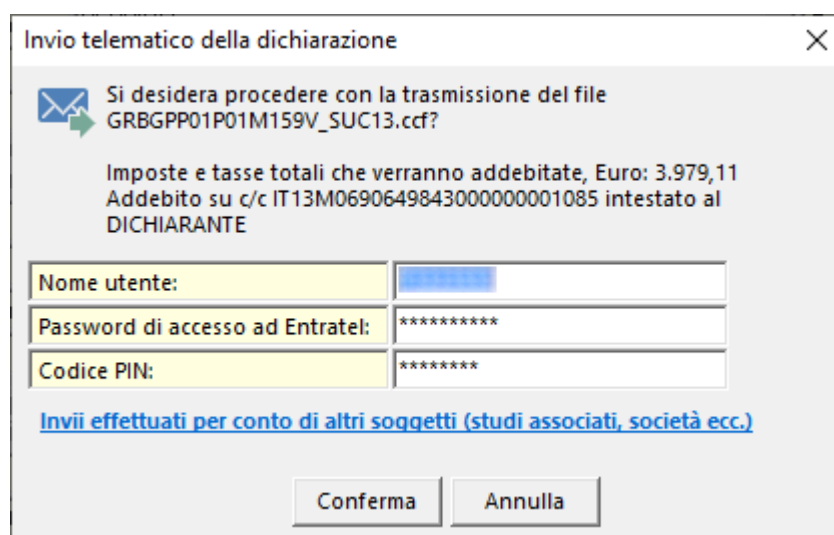 Invio telematico della dichiarazione
Si desidera procedere con la trasmissione del file
GRBGPP01P01M159V_SUC13.ccf?
Imposte e tasse totali che verranno addebitate, Euro: 3.979,11
Addebito su c/c IT13M0690649843000000001085 intestato al
DICHIARANTE
Nome utente:
Password di accesso ad Entratel: **********
Codice PIN: ********
Invii effettuati per conto di altri soggetti (studi associati, società ecc.)
Conferma Annulla